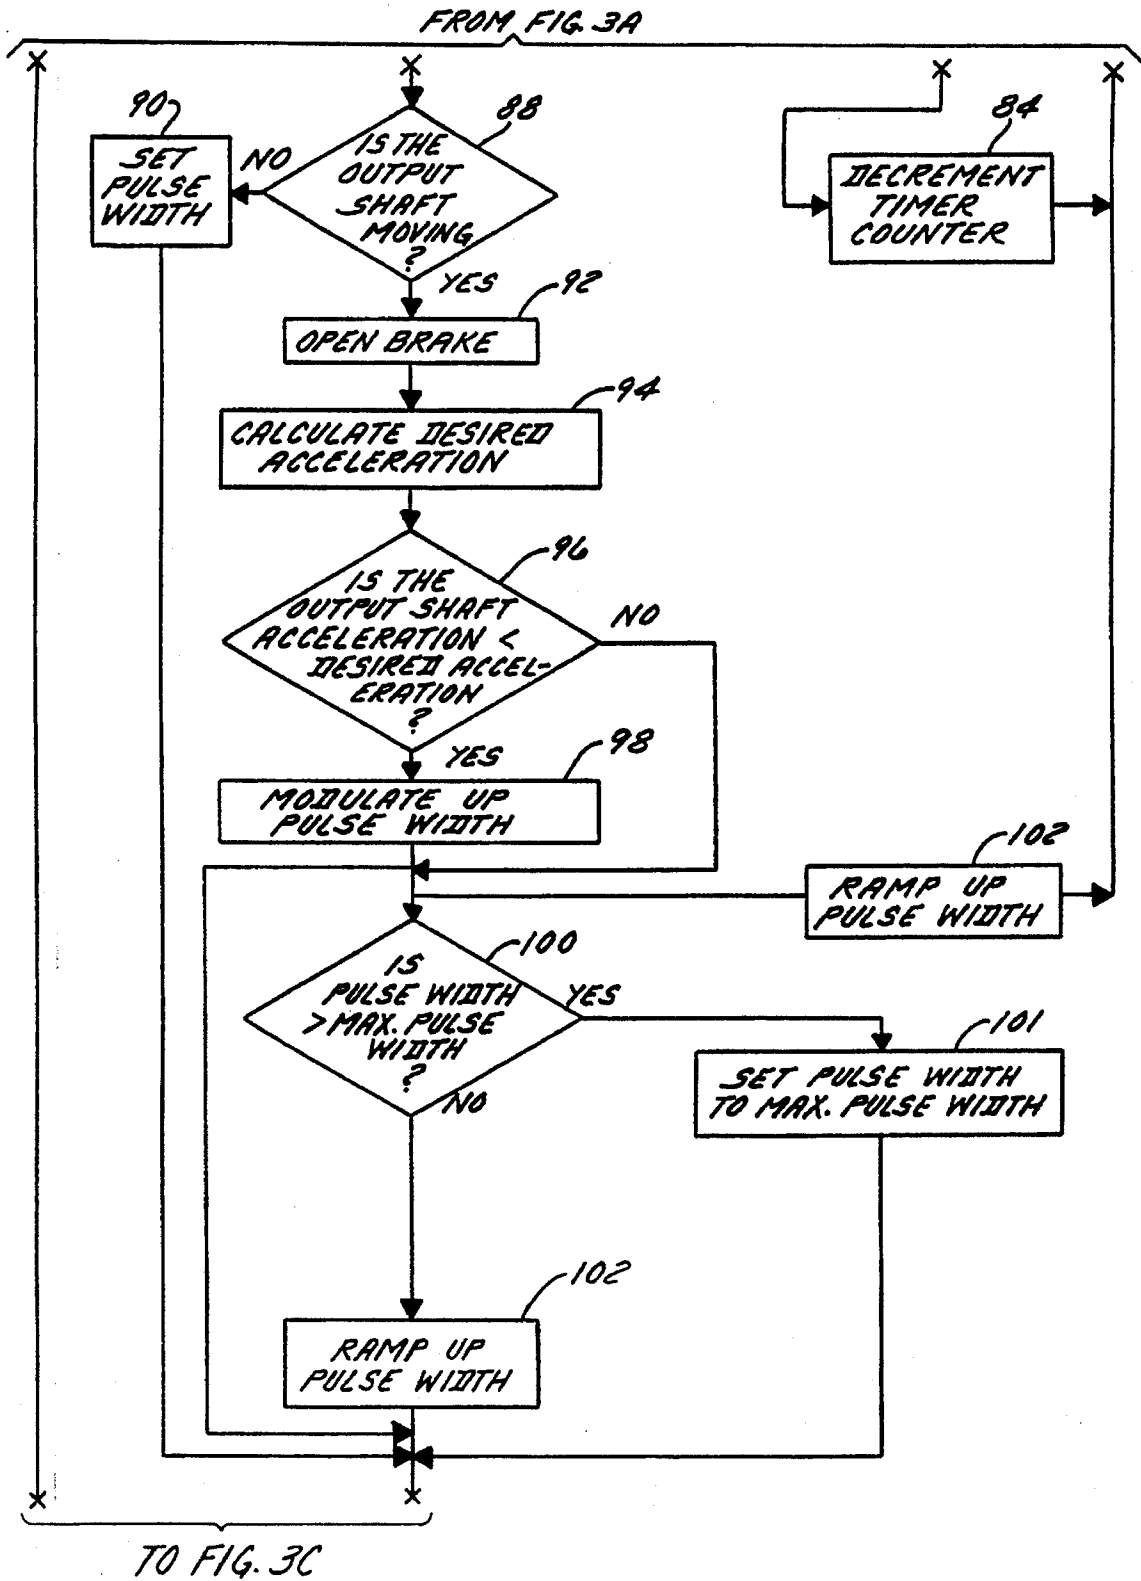 FROM FIG. 3A
90
SET
PULSE
WIDTH
NO
88
IS THE
OUTPUT
SHAFT
MOVING
?
YES
84
DECREMENT
TIMER
COUNTER
92
OPEN BRAKE
94
CALCULATE DESIRED
ACCELERATION
96
IS THE
OUTPUT SHAFT
ACCELERATION <
DESIRED ACCEL-
ERATION
?
NO
YES
98
MODULATE UP
PULSE WIDTH
102
RAMP UP
PULSE WIDTH
100
IS
PULSE WIDTH
> MAX. PULSE
WIDTH
?
YES
NO
101
SET PULSE WIDTH
TO MAX. PULSE WIDTH
102
RAMP UP
PULSE WIDTH
TO FIG. 3C